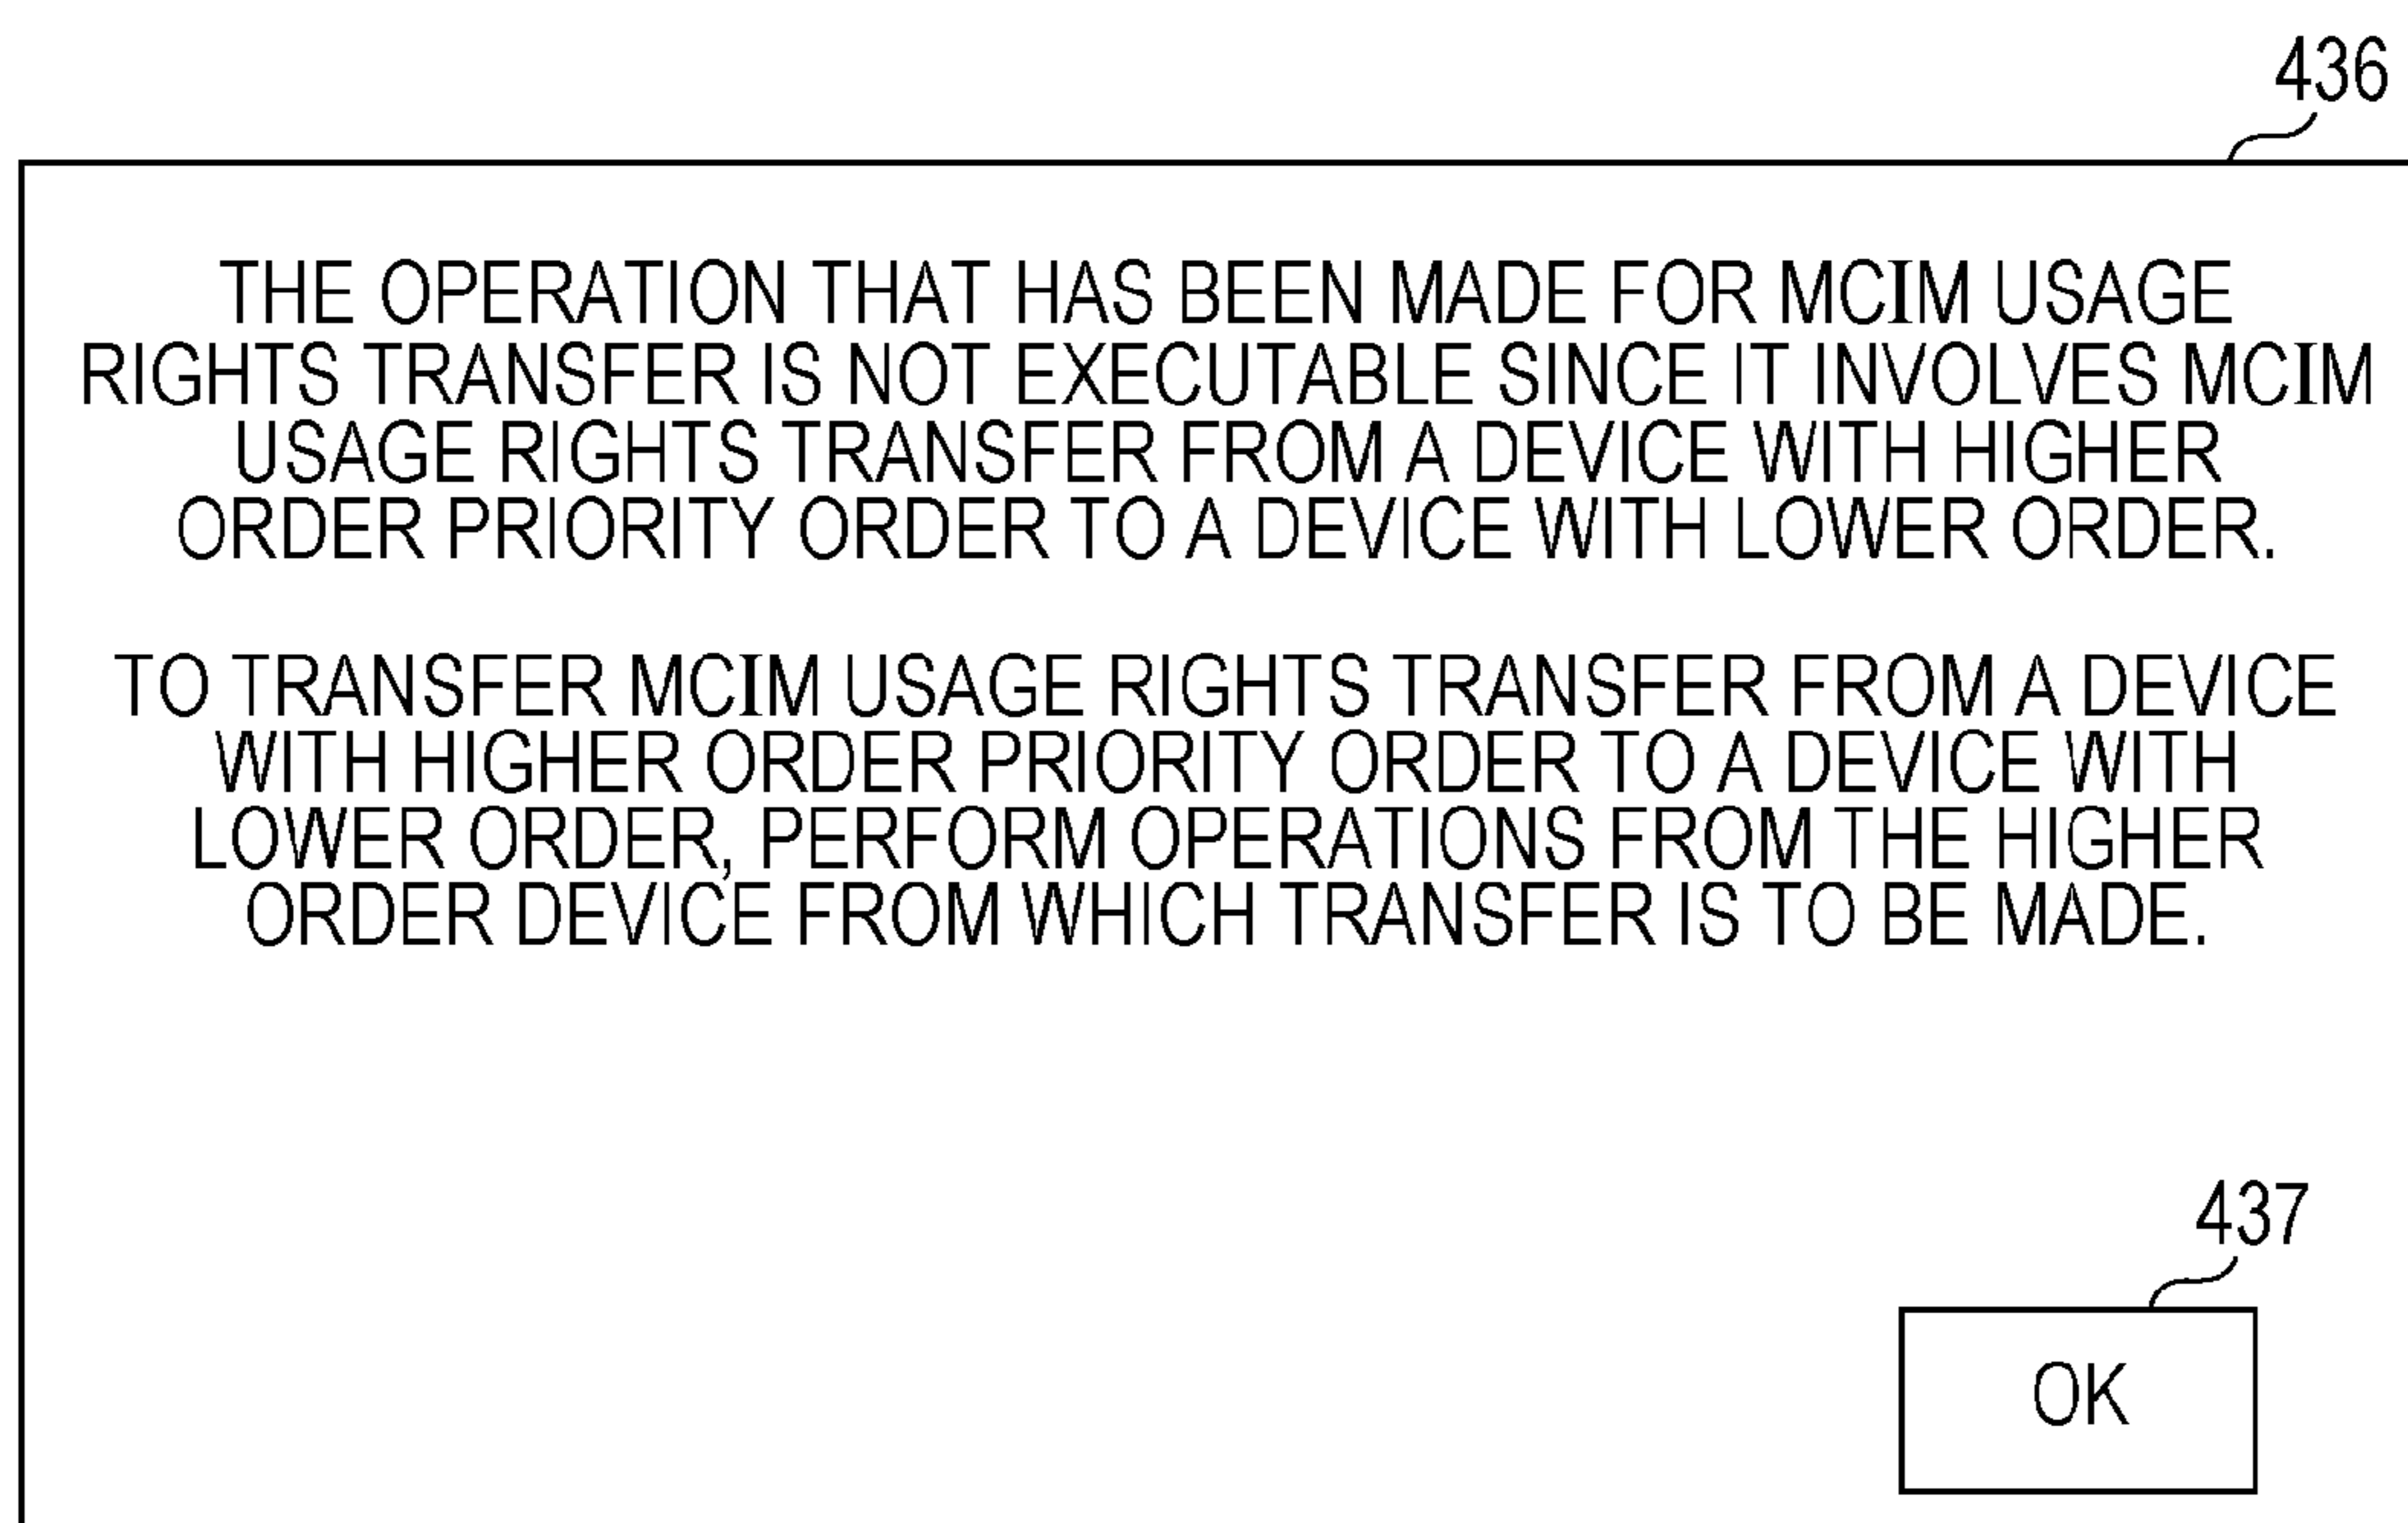 436
THE OPERATION THAT HAS BEEN MADE FOR MCIM USAGE
RIGHTS TRANSFER IS NOT EXECUTABLE SINCE IT INVOLVES MCIM
USAGE RIGHTS TRANSFER FROM A DEVICE WITH HIGHER
ORDER PRIORITY ORDER TO A DEVICE WITH LOWER ORDER.
TO TRANSFER MCIM USAGE RIGHTS TRANSFER FROM A DEVICE
WITH HIGHER ORDER PRIORITY ORDER TO A DEVICE WITH
LOWER ORDER, PERFORM OPERATIONS FROM THE HIGHER
ORDER DEVICE FROM WHICH TRANSFER IS TO BE MADE.
437
OK